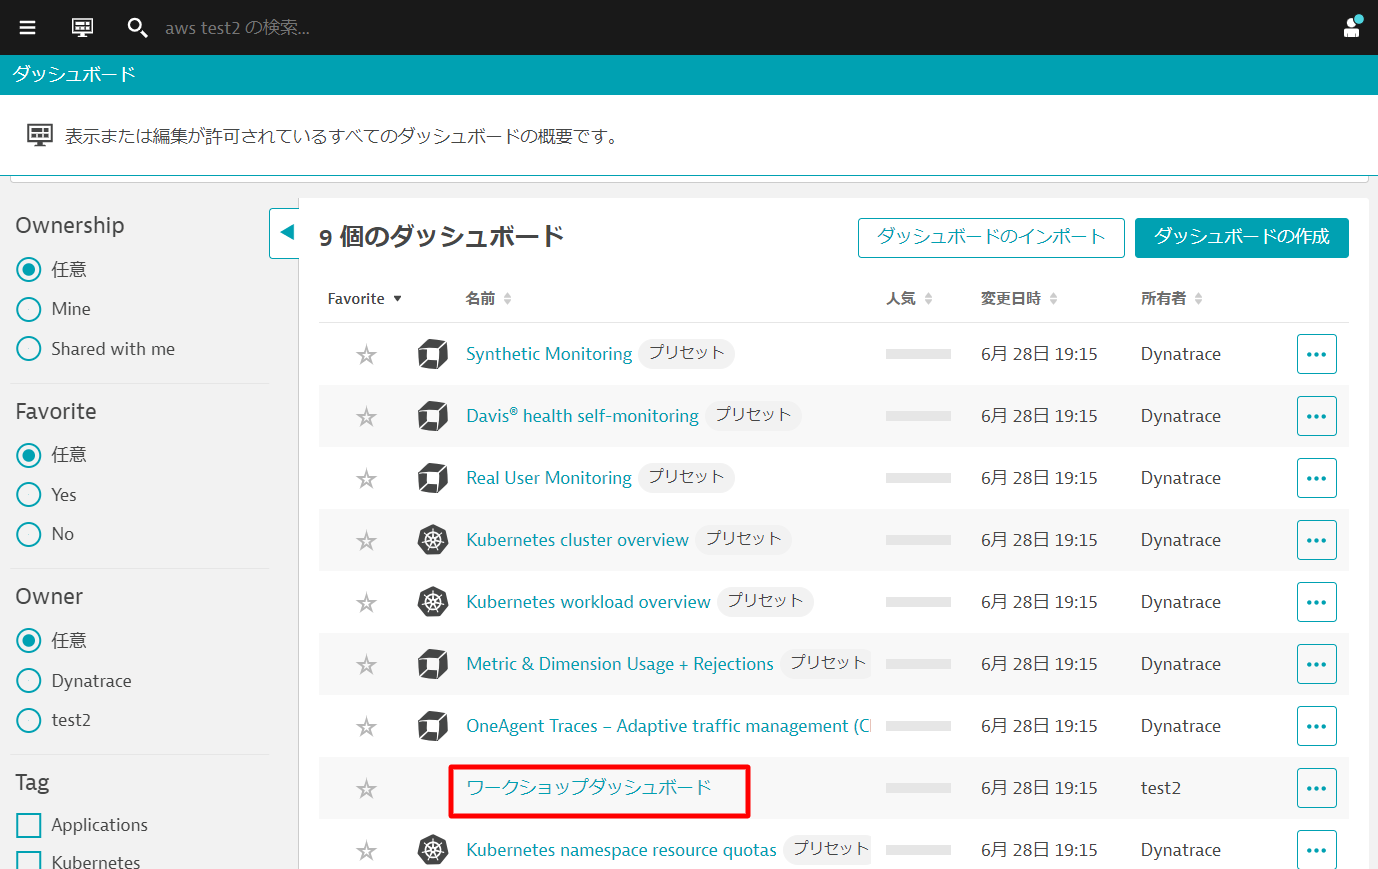 aws test2 の検索...
ダッシュボード
表示または編集が許可されているすべてのダッシュボードの概要です。
Ownership
任意
Mine
Shared with me
Favorite
任意
Yes
No
Owner
任意
Dynatrace
test2
Tag
Applications
Kubernetes
9 個のダッシュボード
ダッシュボードのインポート
ダッシュボードの作成
Favorite 名前 人気 変更日時 所有者
Synthetic Monitoring プリセット 6月 28日 19:15 Dynatrace
Davis® health self-monitoring プリセット 6月 28日 19:15 Dynatrace
Real User Monitoring プリセット 6月 28日 19:15 Dynatrace
Kubernetes cluster overview プリセット 6月 28日 19:15 Dynatrace
Kubernetes workload overview プリセット 6月 28日 19:15 Dynatrace
Metric & Dimension Usage + Rejections プリセット 6月 28日 19:15 Dynatrace
OneAgent Traces – Adaptive traffic management (Cl 6月 28日 19:15 Dynatrace
ワークショップダッシュボード 6月 28日 19:15 test2
Kubernetes namespace resource quotas プリセット 6月 28日 19:15 Dynatrace